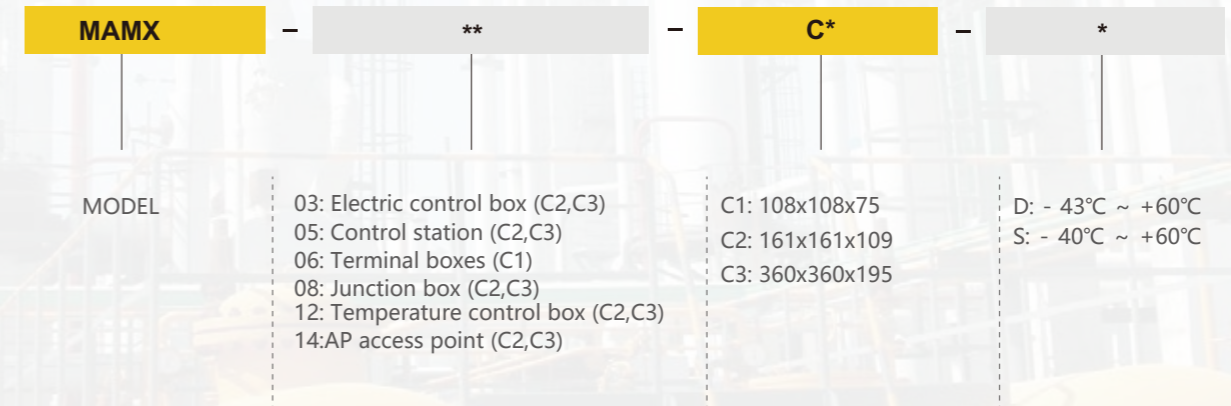 MAMX – ** – C* – *
MODEL
03: Electric control box (C2,C3)
05: Control station (C2,C3)
06: Terminal boxes (C1)
08: Junction box (C2,C3)
12: Temperature control box (C2,C3)
14:AP access point (C2,C3)
C1: 108x108x75
C2: 161x161x109
C3: 360x360x195
D: - 43℃ ~ +60℃
S: - 40℃ ~ +60℃